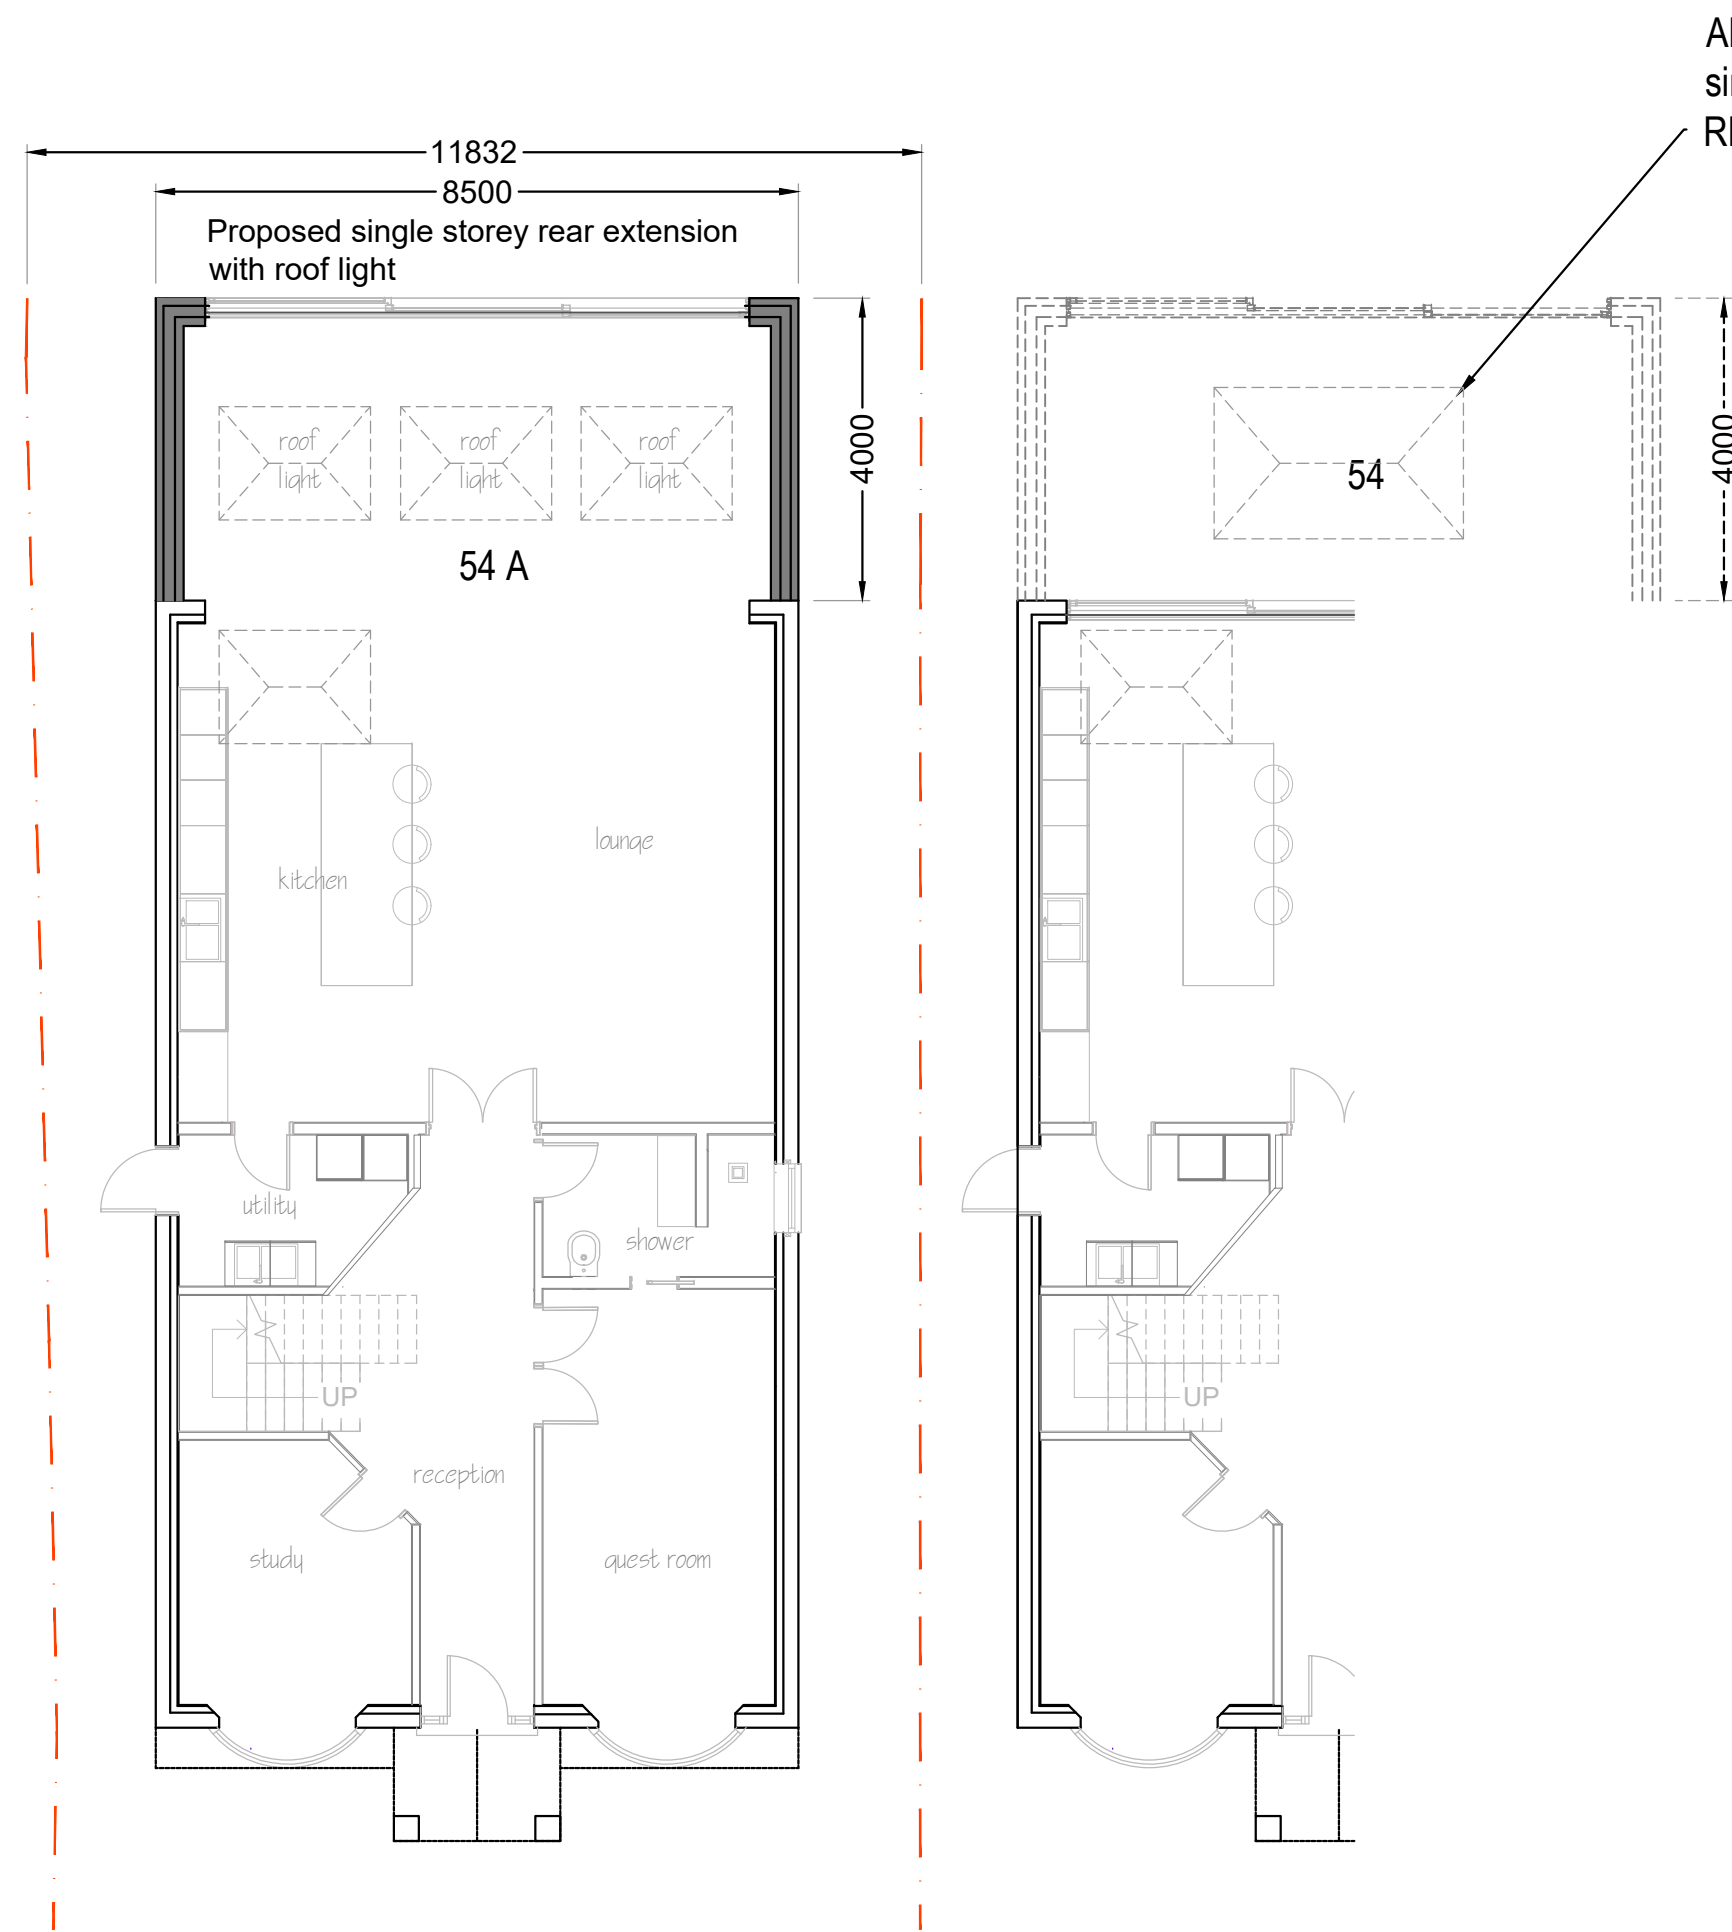 11832
8500
Proposed single storey rear extension
with roof light
4000
4000
roof
light
roof
light
roof
light
54 A
54
lounge
kitchen
utility
shower
UP
UP
reception
study
guest room